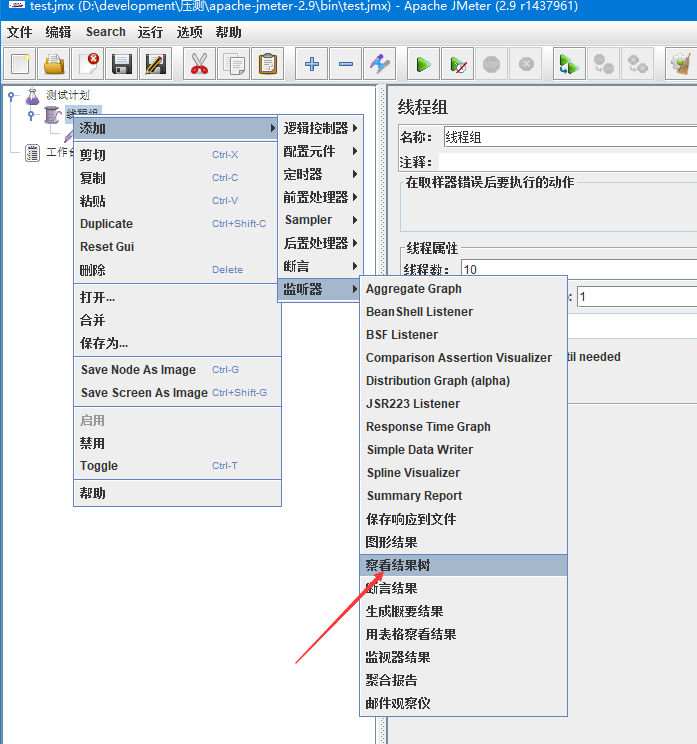 test.jmx (D:\development\压测\apache-jmeter-2.9\bin\test.jmx) - Apache JMeter (2.9 r1437961)
文件 编辑 Search 运行 选项 帮助
测试计划
线程组
工作台
添加
剪切 Ctrl-X
复制 Ctrl-C
粘贴 Ctrl-V
Duplicate Ctrl+Shift-C
Reset Gui
删除 Delete
打开...
合并
保存为...
Save Node As Image Ctrl-G
Save Screen As Image Ctrl+Shift-G
启用
禁用
Toggle Ctrl-T
帮助
逻辑控制器
配置元件
定时器
前置处理器
Sampler
后置处理器
断言
监听器
Aggregate Graph
BeanShell Listener
BSF Listener
Comparison Assertion Visualizer
Distribution Graph (alpha)
JSR223 Listener
Response Time Graph
Simple Data Writer
Spline Visualizer
Summary Report
保存响应到文件
图形结果
察看结果树
断言结果
生成概要结果
用表格察看结果
监视器结果
聚合报告
邮件观察仪
线程组
名称: 线程组
注释:
在取样器错误后要执行的动作
线程属性
线程数: 10
: 1
til needed